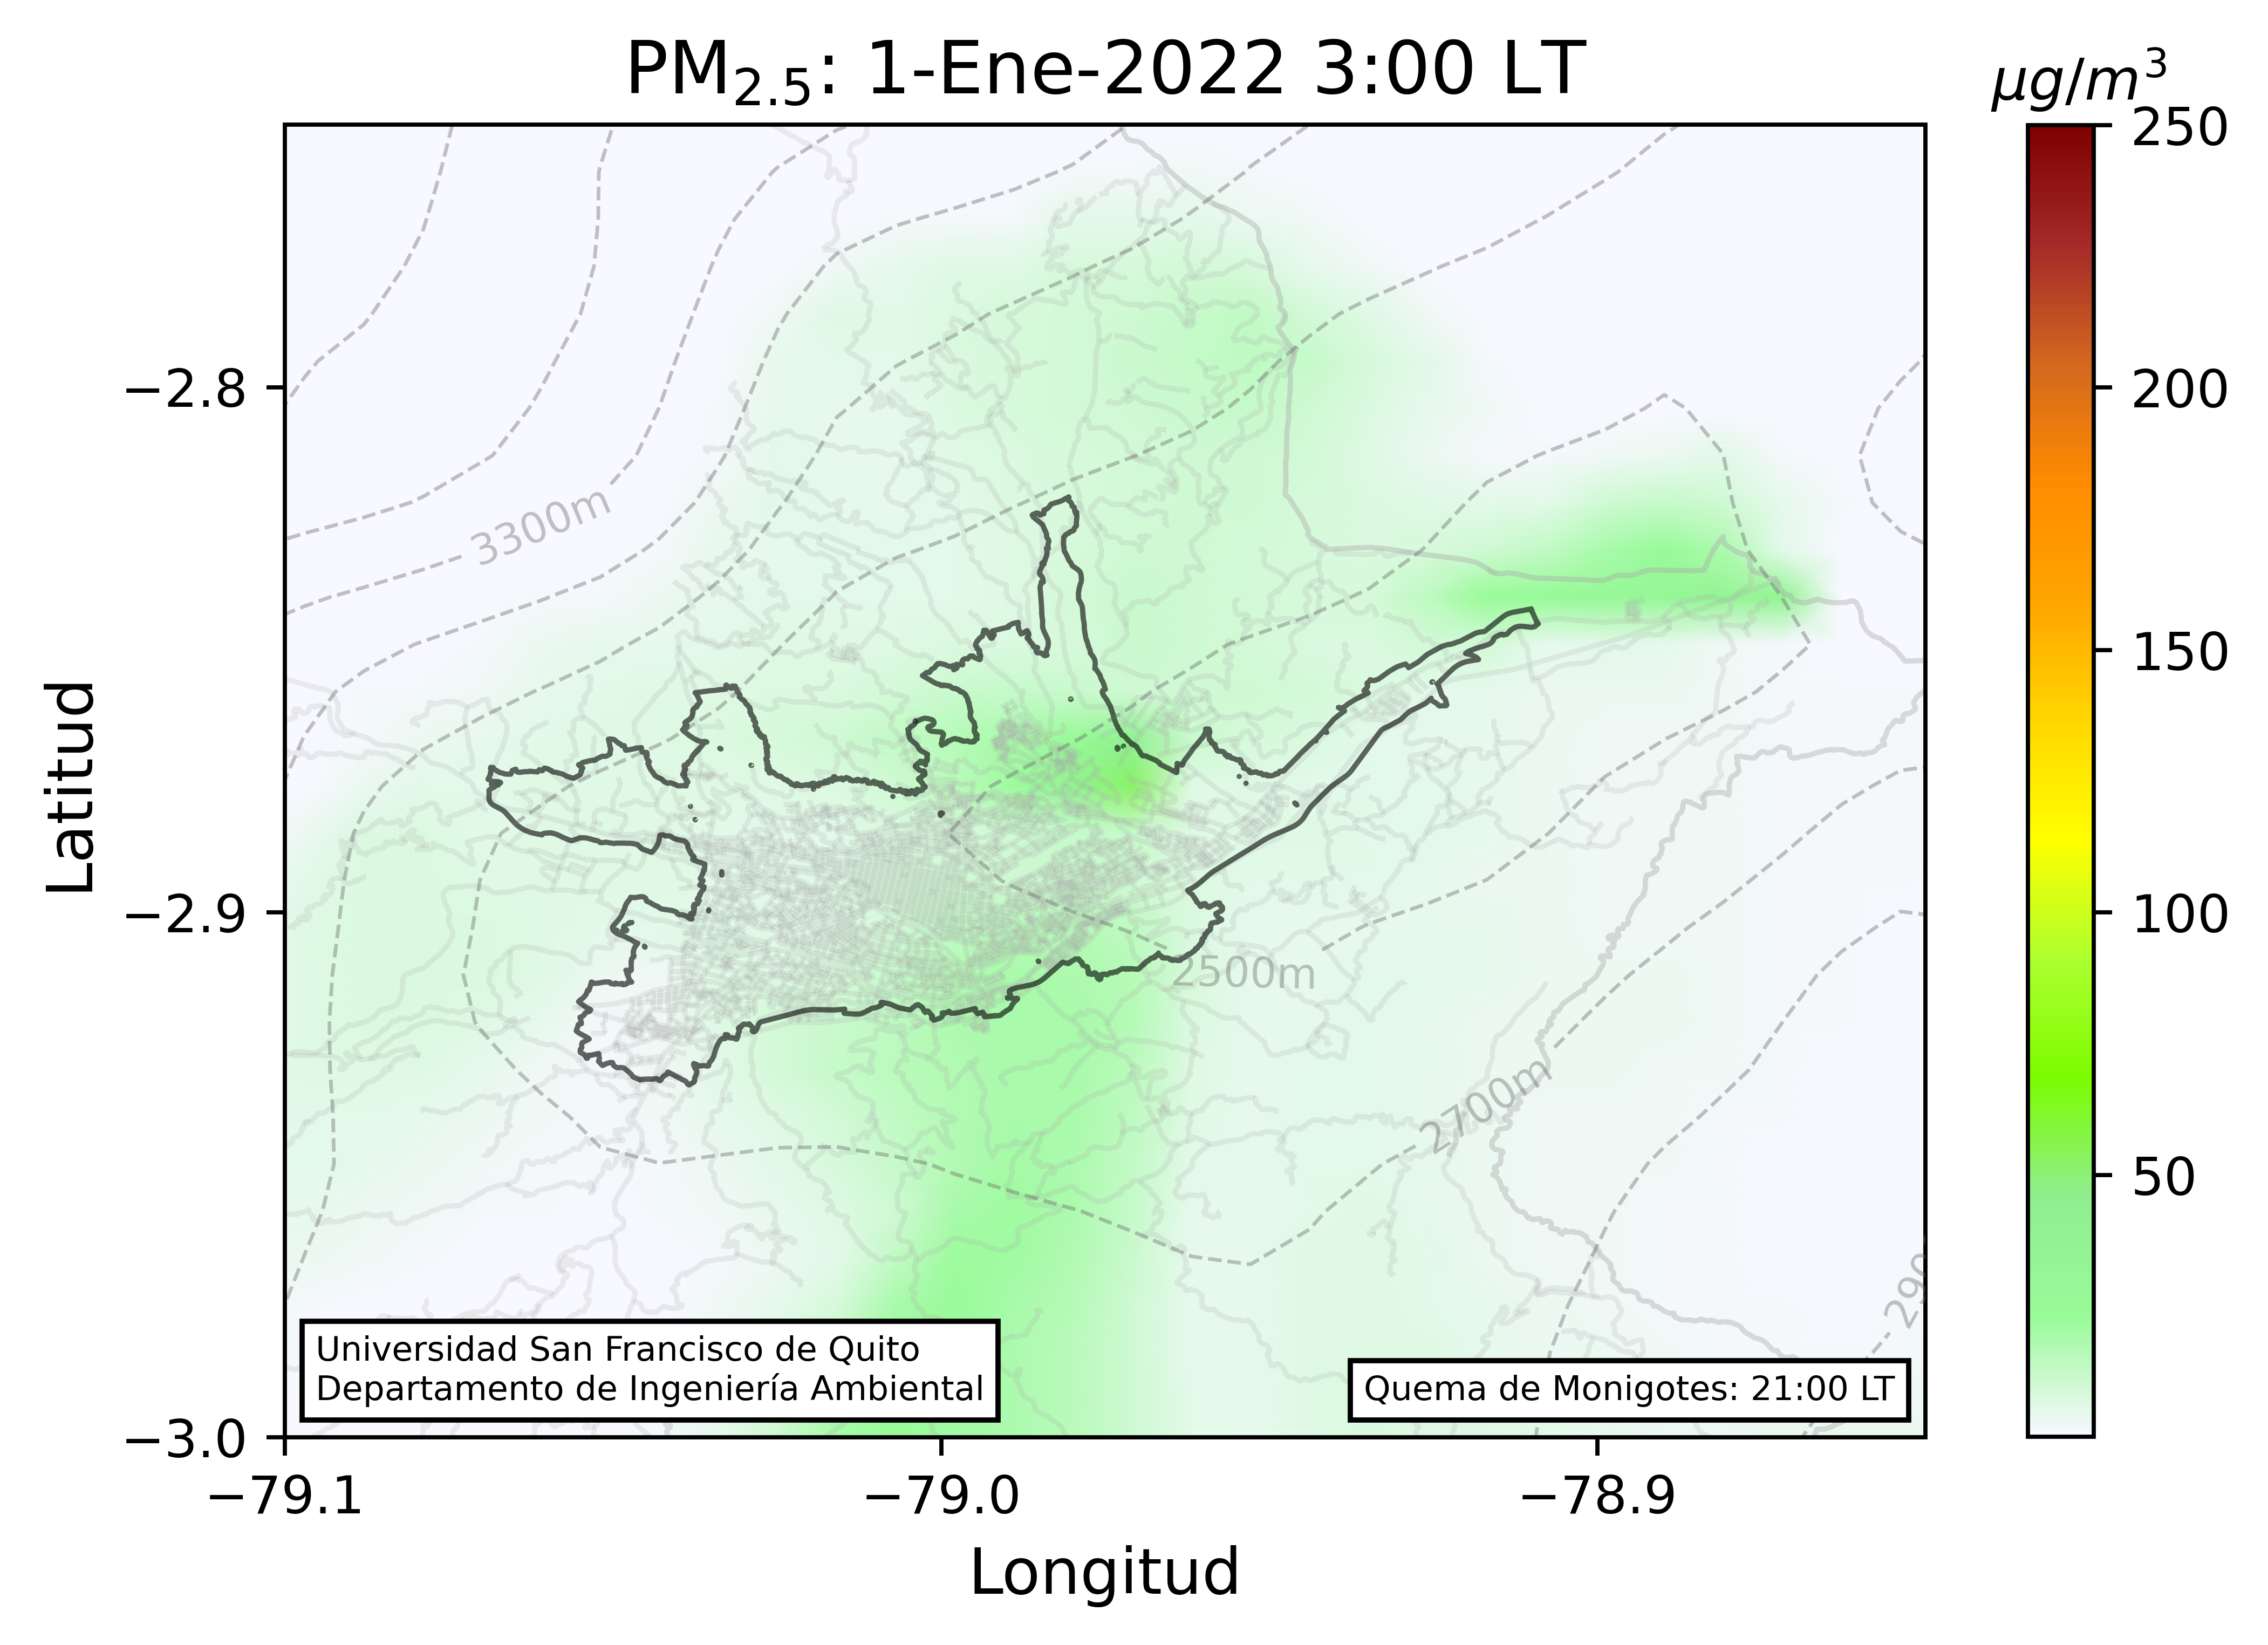 PM2.5: 1-Ene-2022 3:00 LT
μg/m³
250
200
150
100
50
Latitud
−2.8
−2.9
−3.0
3300m
2500m
2700m
290
Universidad San Francisco de Quito
Departamento de Ingeniería Ambiental
Quema de Monigotes: 21:00 LT
−79.1
−79.0
−78.9
Longitud